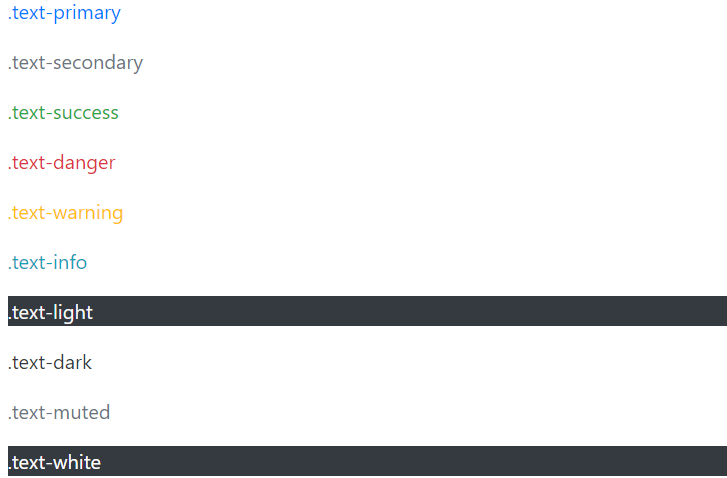 .text-primary
.text-secondary
.text-success
.text-danger
.text-warning
.text-info
.text-light
.text-dark
.text-muted
.text-white